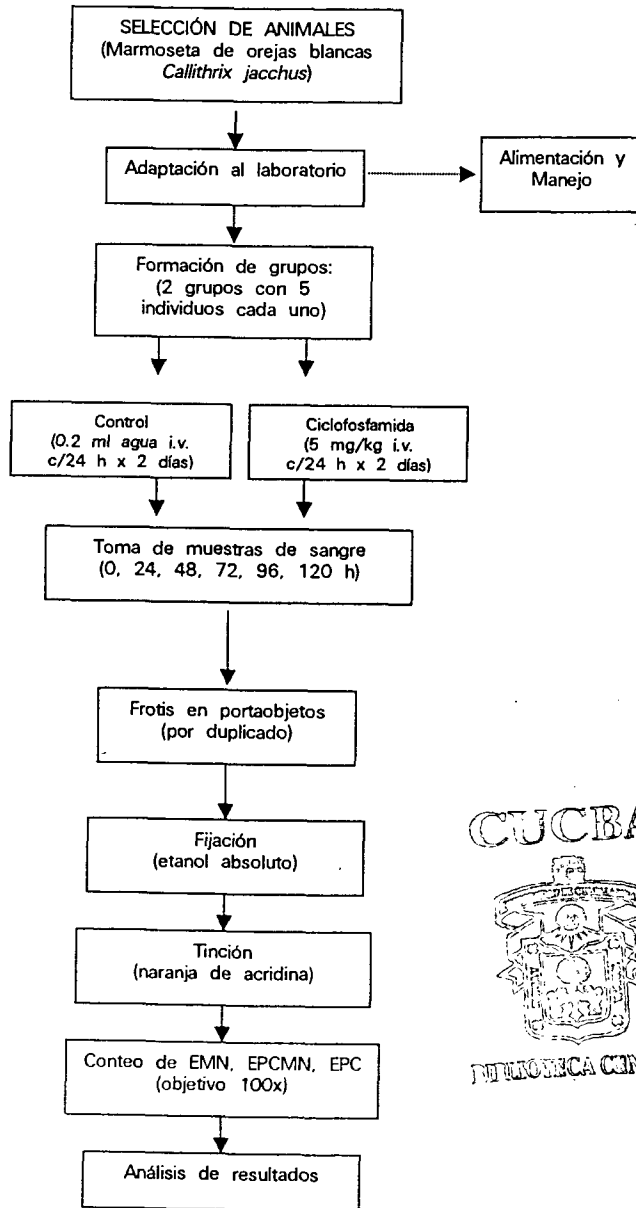 SELECCIÓN DE ANIMALES
(Marmoseta de orejas blancas
Callithrix jacchus)
Adaptación al laboratorio
Alimentación y
Manejo
Formación de grupos:
(2 grupos con 5
individuos cada uno)
Control
(0.2 ml agua i.v.
c/24 h x 2 días)
Ciclofosfamida
(5 mg/kg i.v.
c/24 h x 2 días)
Toma de muestras de sangre
(0, 24, 48, 72, 96, 120 h)
Frotis en portaobjetos
(por duplicado)
Fijación
(etanol absoluto)
Tinción
(naranja de acridina)
Conteo de EMN, EPCMN, EPC
(objetivo 100x)
Análisis de resultados
CUCBA
BIBLIOTECA